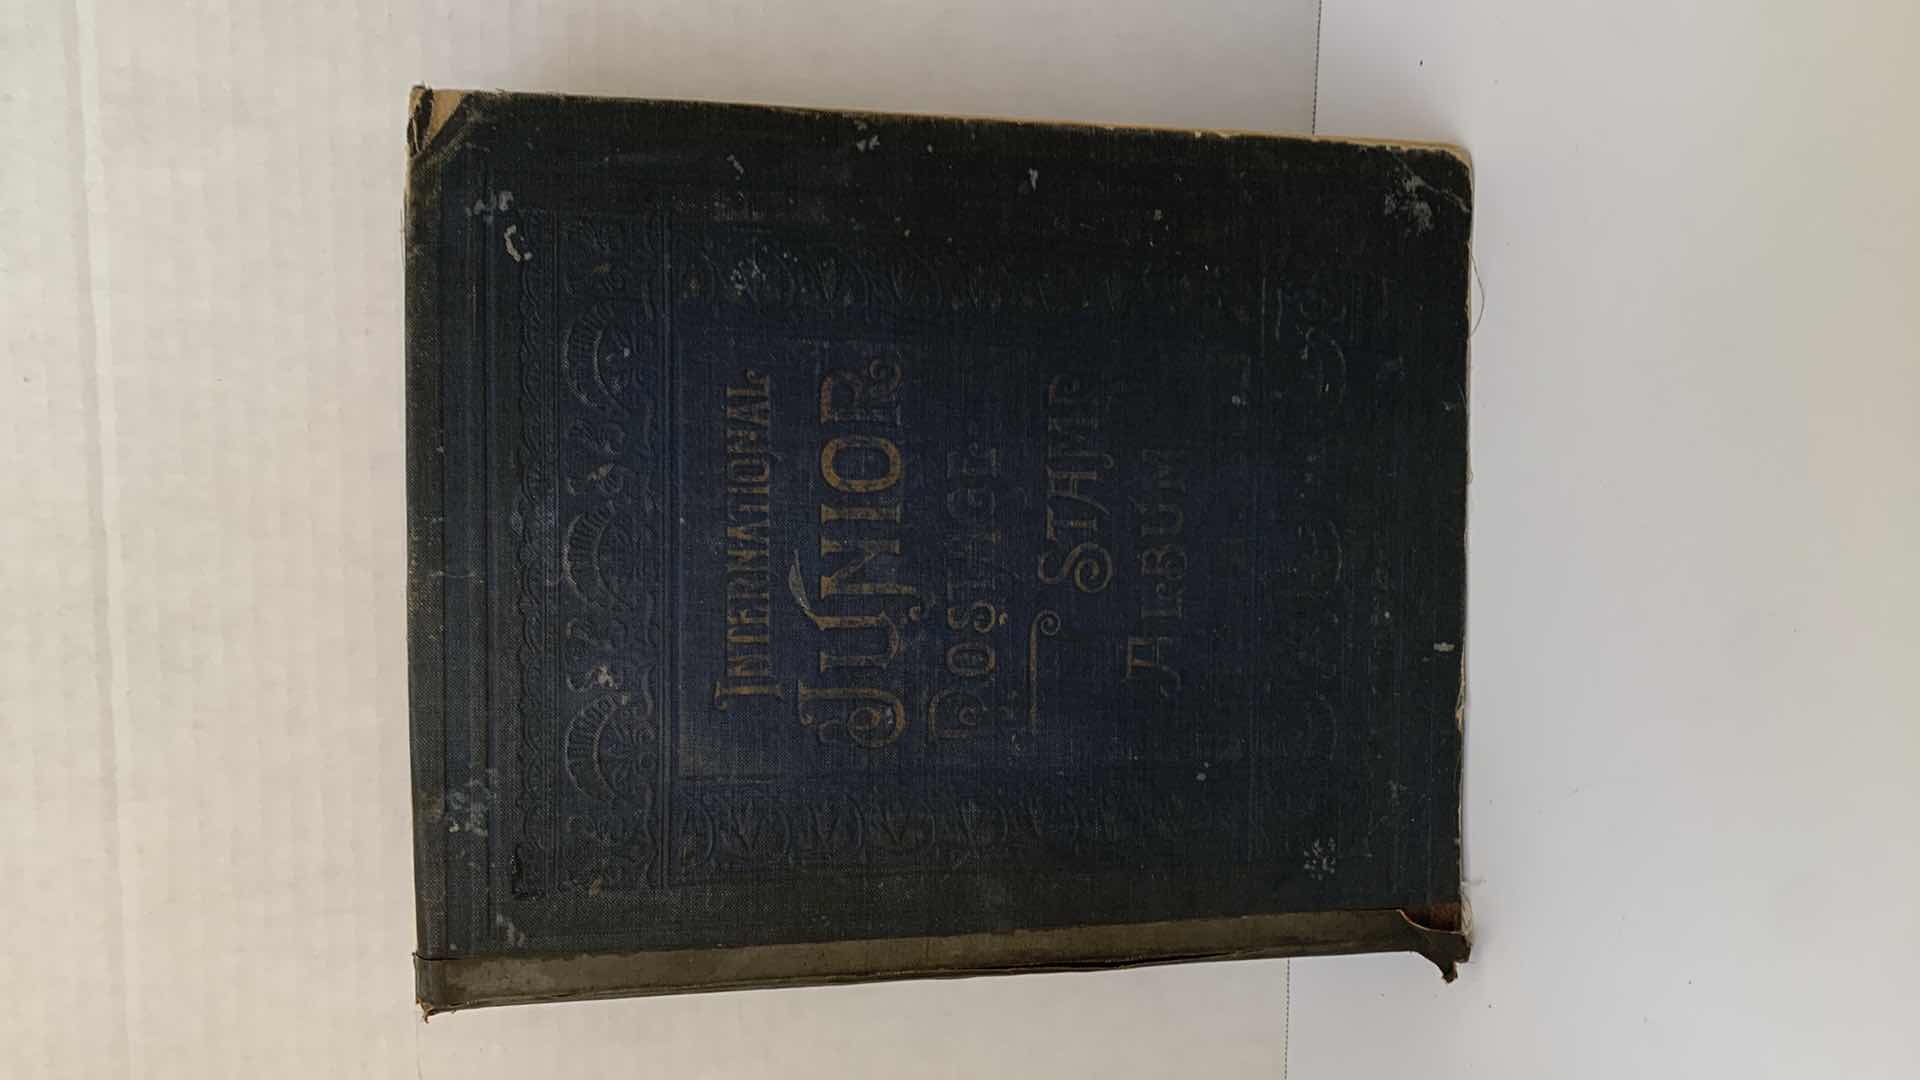 INTERNATIONAL
JUNIOR
POSTAGE
STAMP
ALBUM